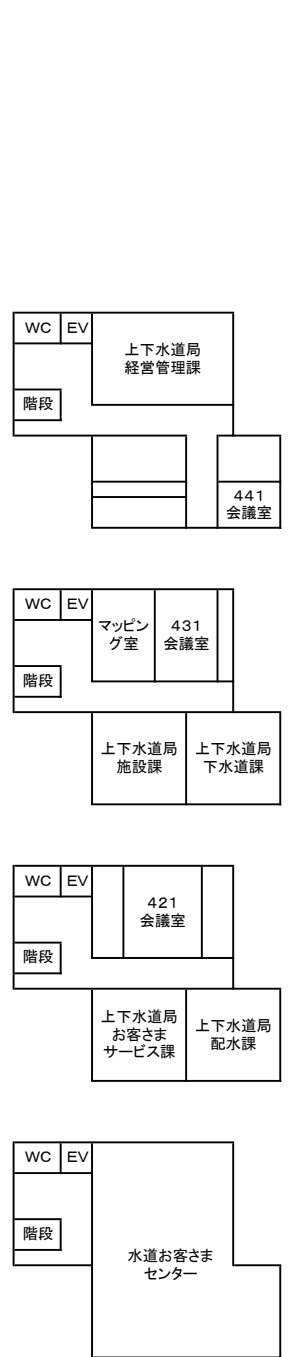 WC EV
上下水道局
経営管理課
階段
441
会議室
WC EV
マッピン
グ室
431
会議室
階段
上下水道局
施設課
上下水道局
下水道課
WC EV
421
会議室
階段
上下水道局
お客さま
サービス課
上下水道局
配水課
WC EV
階段
水道お客さま
センター